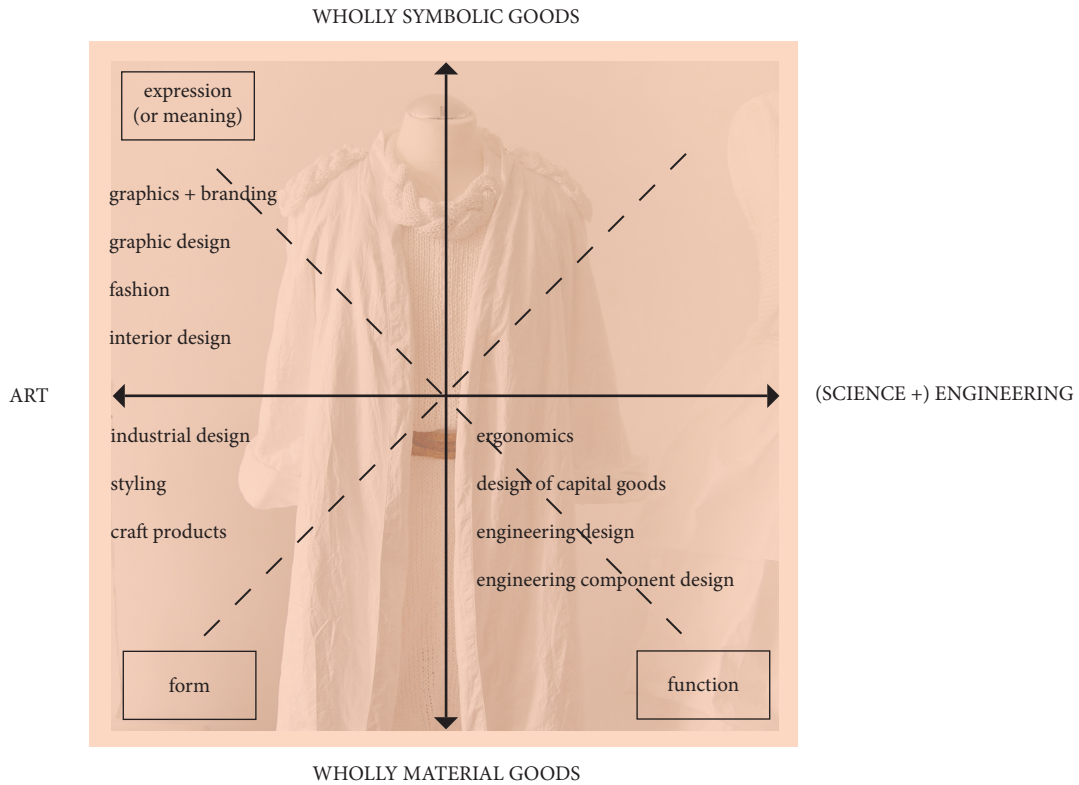 WHOLLY SYMBOLIC GOODS
expression
(or meaning)
graphics + branding
graphic design
fashion
interior design
ART
(SCIENCE +) ENGINEERING
industrial design
styling
craft products
ergonomics
design of capital goods
engineering design
engineering component design
form
function
WHOLLY MATERIAL GOODS